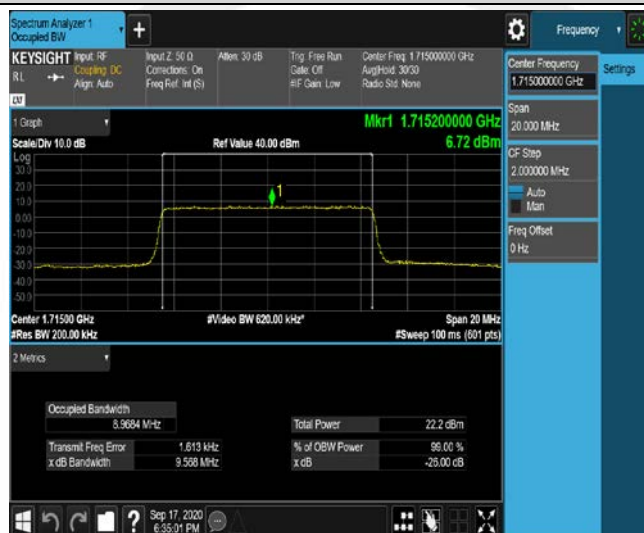 Spectrum Analyzer 1
Occupied BW
Frequency
KEYSIGHT Input: RF Input Z: 50 Ω Atten: 30 dB Trig: Free Run Center Freq: 1.715000000 GHz
RL Coupling: DC Corrections: On Gate: Off Avg|Hold: 30/30
Align: Auto Freq Ref: Int (S) #IF Gain: Low Radio Std: None
Center Frequency
1.715000000 GHz
Settings
Span
20.000 MHz
CF Step
2.000000 MHz
Auto
Man
Freq Offset
0 Hz
1 Graph
Mkr1 1.715200000 GHz
Scale/Div 10.0 dB Ref Value 40.00 dBm 6.72 dBm
Log
30.0
20.0
10.0
0.00
-10.0
-20.0
-30.0
-40.0
-50.0
1
Center 1.71500 GHz #Video BW 620.00 kHz* Span 20 MHz
#Res BW 200.00 kHz #Sweep 100 ms (601 pts)
2 Metrics
Occupied Bandwidth
8.9684 MHz Total Power 22.2 dBm
Transmit Freq Error 1.613 kHz % of OBW Power 99.00 %
x dB Bandwidth 9.568 MHz x dB -26.00 dB
Sep 17, 2020
6:35:01 PM